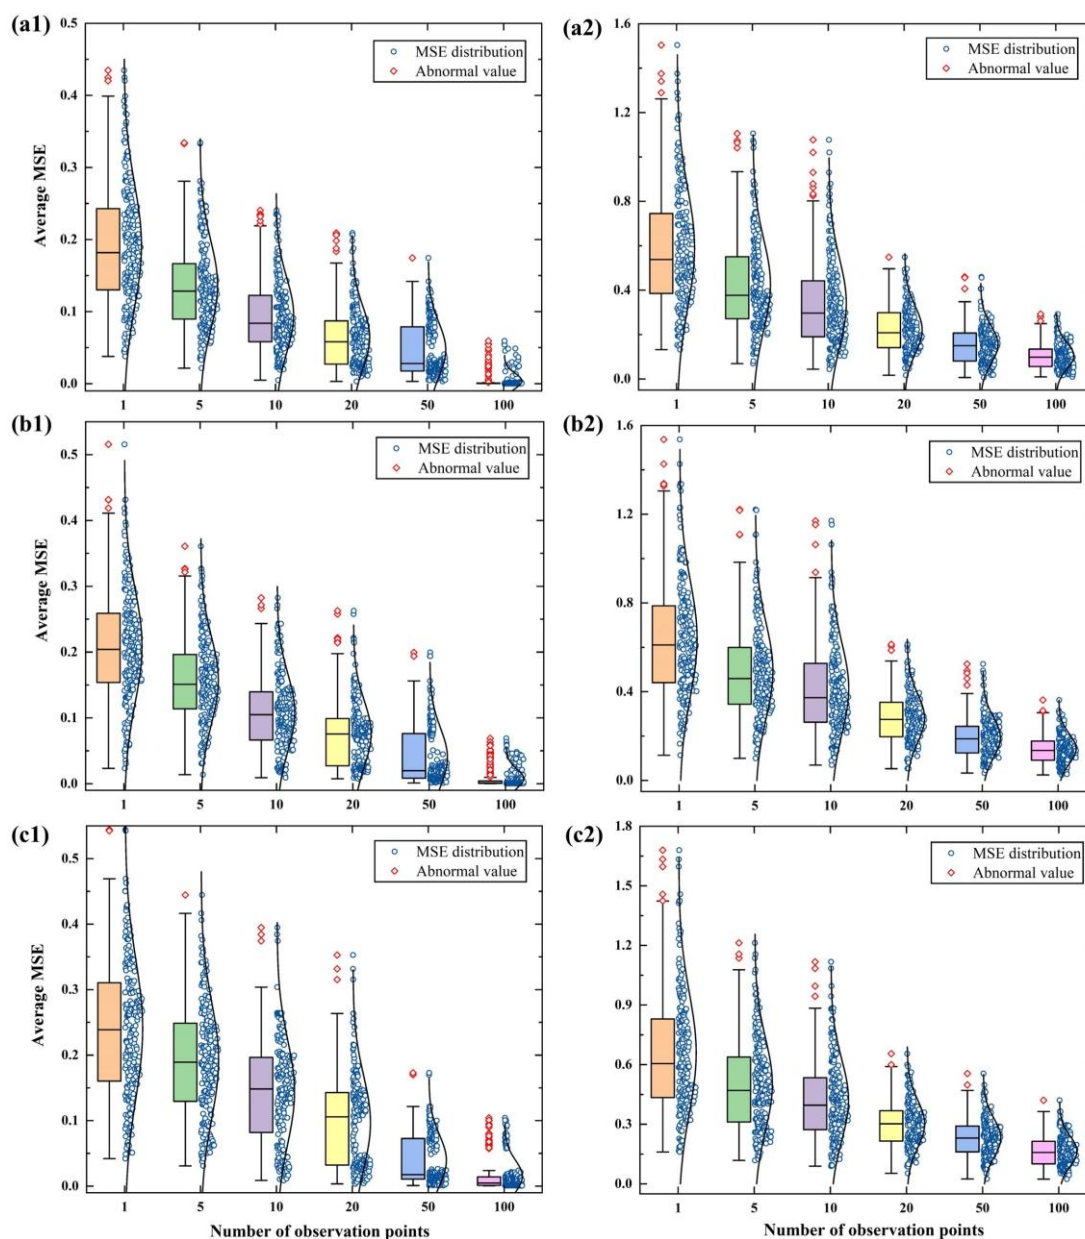 (a1)
0.5
0.4
0.3
0.2
0.1
0.0
Average MSE
MSE distribution
Abnormal value
1 5 10 20 50 100
(a2)
1.6
1.2
0.8
0.4
0.0
MSE distribution
Abnormal value
1 5 10 20 50 100
(b1)
0.5
0.4
0.3
0.2
0.1
0.0
Average MSE
MSE distribution
Abnormal value
1 5 10 20 50 100
(b2)
1.6
1.2
0.8
0.4
0.0
MSE distribution
Abnormal value
1 5 10 20 50 100
(c1)
0.5
0.4
0.3
0.2
0.1
0.0
Average MSE
MSE distribution
Abnormal value
1 5 10 20 50 100
Number of observation points
(c2)
1.8
1.5
1.2
0.9
0.6
0.3
0.0
MSE distribution
Abnormal value
1 5 10 20 50 100
Number of observation points